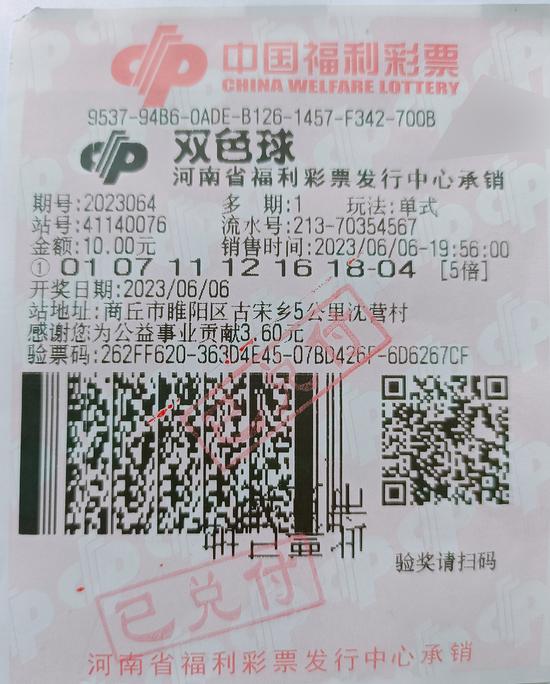 中国福利彩票
CHINA WELFARE LOTTERY
9537-94B6-0ADE-B126-1457-F342-700B
双色球
河南省福利彩票发行中心承销
期号:2023064 多 期:1 玩法:单式
站号:41140076 流水号:213-70354567
金额:10.00元 销售时间:2023/06/06-19:56:00
① 01 07 11 12 16 18-04 [5倍]
开奖日期:2023/06/06
站地址:商丘市睢阳区古宋乡5公里沈营村
感谢您为公益事业贡献3.60元
验票码:262FF620-363D4E45-07BD426F-6D6267CF
已兑付
验奖请扫码
已兑付
河南省福利彩票发行中心承销